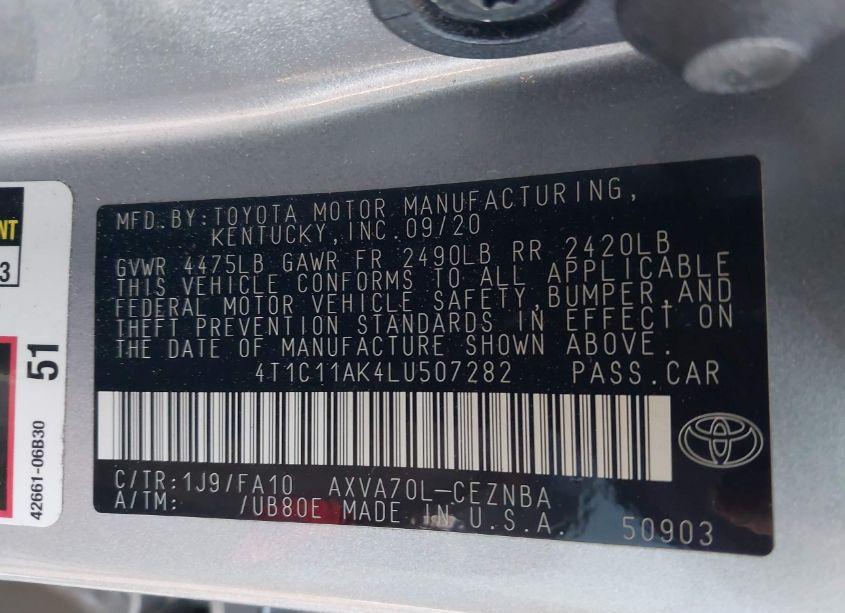 NT
3
51
42661-06B30
MFD.BY:TOYOTA MOTOR MANUFACTURING,
KENTUCKY,INC.09/20
GVWR 4475LB GAWR FR 2490LB RR 2420LB
THIS VEHICLE CONFORMS TO ALL APPLICABLE
FEDERAL MOTOR VEHICLE SAFETY,BUMPER,AND
THEFT PREVENTION STANDARDS IN EFFECT ON
THE DATE OF MANUFACTURE SHOWN ABOVE.
4T1C11AK4LU507282 PASS.CAR
C/TR:1J9/FA10 AXVA70L-CEZNBA
A/TM: /UB80E MADE IN U.S.A. 50903